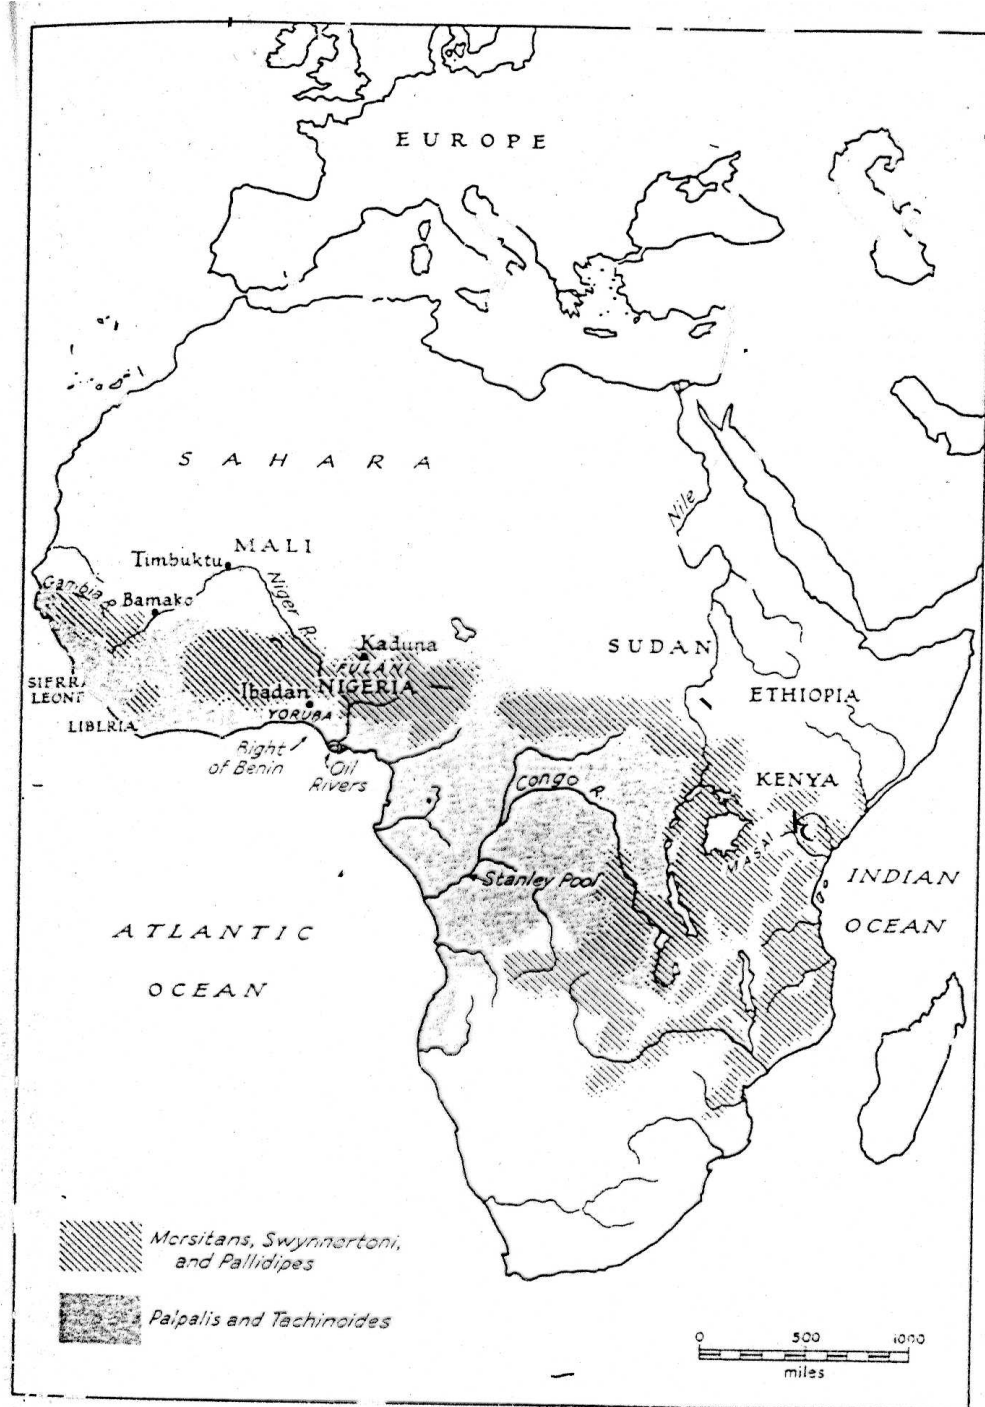 EUROPE
SAHARA
Nile
Timbuktu
MALI
Gambia R.
Bamako
Niger R.
Kaduna
FULANI
SUDAN
SIERRA
LEONE
Ibadan
NIGERIA
ETHIOPIA
YORUBA
LIBERIA
Bight
of Benin
Oil
Rivers
Congo R.
KENYA
MASAI
Stanley Pool
INDIAN
OCEAN
ATLANTIC
OCEAN
Morsitans, Swynnertoni,
and Pallidipes
Palpalis and Tachinoides
0 500 1000
miles